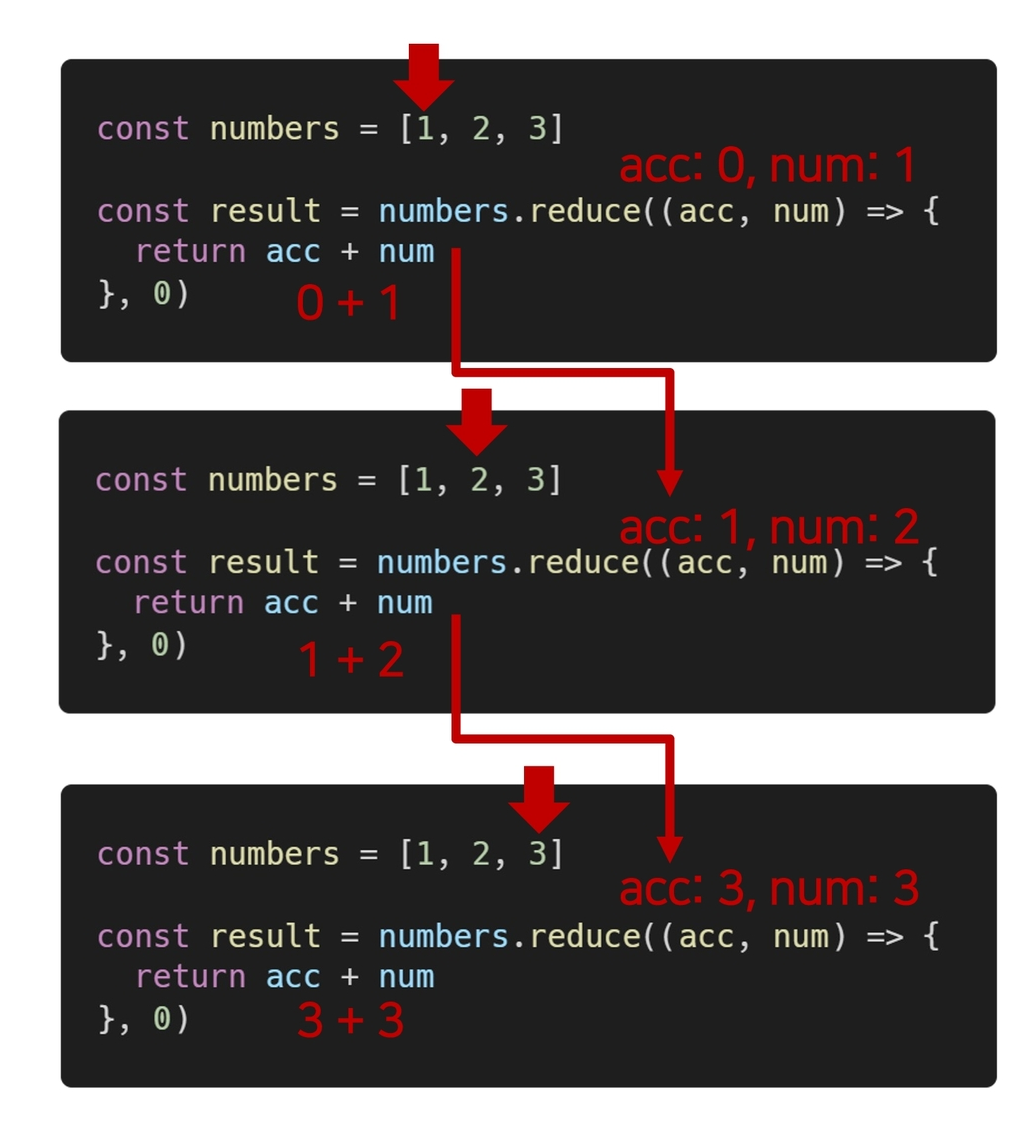 const numbers = [1, 2, 3]
acc: 0, num: 1
const result = numbers.reduce((acc, num) => {
  return acc + num
}, 0)
0 + 1
const numbers = [1, 2, 3]
acc: 1, num: 2
const result = numbers.reduce((acc, num) => {
  return acc + num
}, 0)
1 + 2
const numbers = [1, 2, 3]
acc: 3, num: 3
const result = numbers.reduce((acc, num) => {
  return acc + num
}, 0)
3 + 3